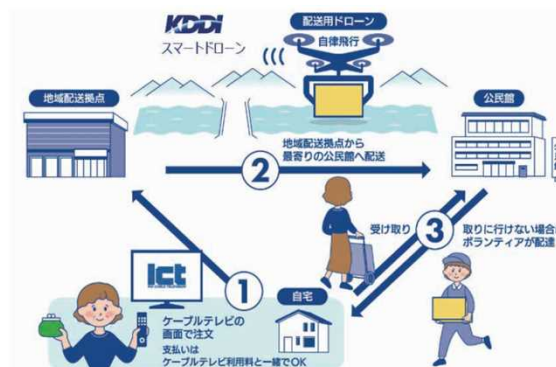 KDDI
スマートドローン
配送用ドローン
自律飛行
地域配送拠点
公民館
地域配送拠点から
最寄りの公民館へ配送
2
受け取り
3
取りに行けない場合
ボランティアが配達
1
ict
自宅
ケーブルテレビの
画面で注文
支払いは
ケーブルテレビ利用料と一緒でOK